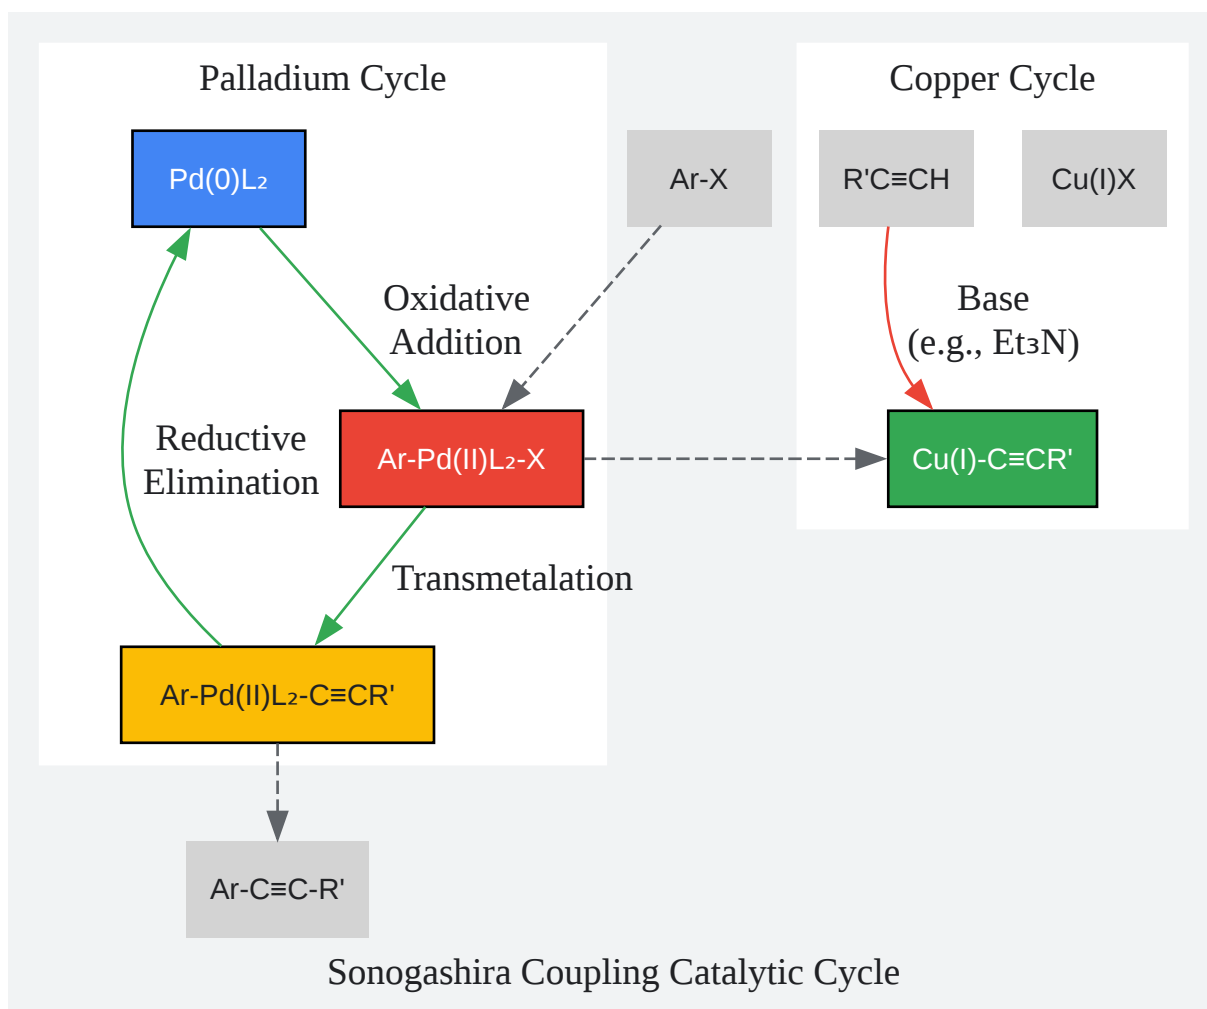 Palladium Cycle
Copper Cycle
Pd(0)L₂
Ar-X
R'C≡CH
Cu(I)X
Oxidative
Addition
Base
(e.g., Et₃N)
Reductive
Elimination
Ar-Pd(II)L₂-X
Cu(I)-C≡CR'
Transmetalation
Ar-Pd(II)L₂-C≡CR'
Ar-C≡C-R'
Sonogashira Coupling Catalytic Cycle